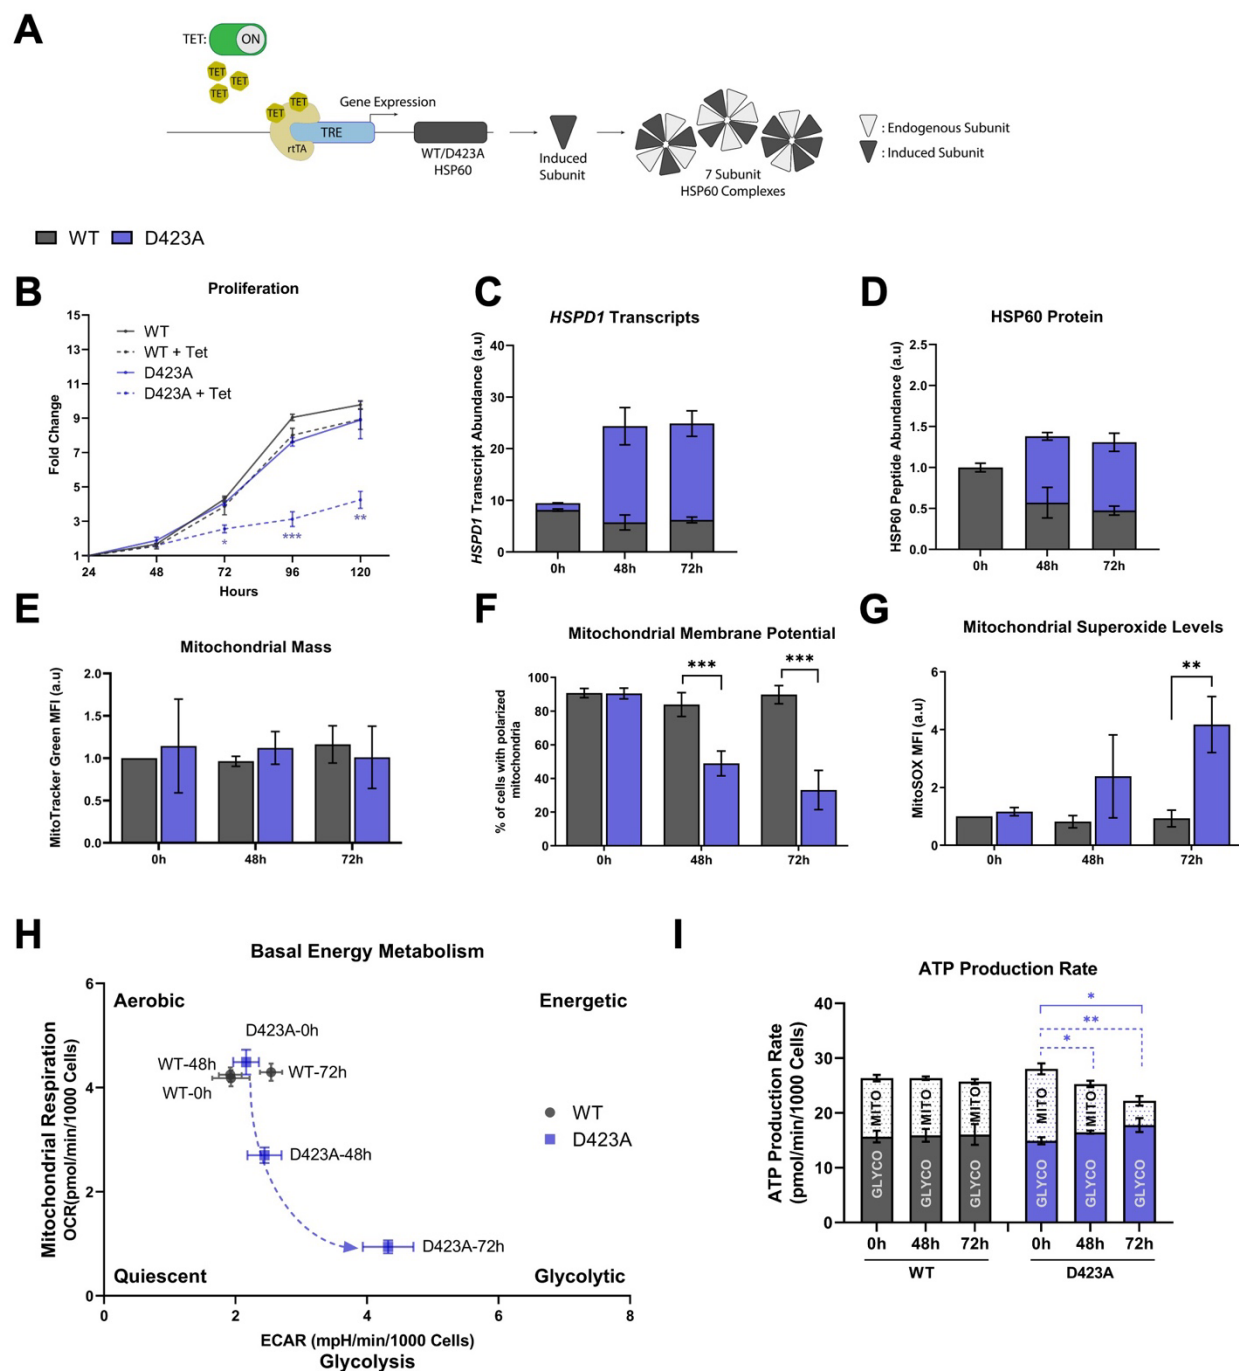 A
TET: ON
TET
TET
TET
TET
TET
Gene Expression
TRE
rtTA
WT/D423A
HSP60
Induced
Subunit
7 Subunit
HSP60 Complexes
: Endogenous Subunit
: Induced Subunit
WT D423A
B
Proliferation
Fold Change
15
13
11
9
7
5
3
1
WT
WT + Tet
D423A
D423A + Tet
*
***
**
24 48 72 96 120
Hours
C
HSPD1 Transcripts
HSPD1 Transcript Abundance (a.u)
40
30
20
10
0
0h 48h 72h
D
HSP60 Protein
HSP60 Peptide Abundance (a.u)
2.5
2.0
1.5
1.0
0.5
0.0
0h 48h 72h
E
Mitochondrial Mass
MitoTracker Green MFI (a.u)
2.0
1.5
1.0
0.5
0.0
0h 48h 72h
F
Mitochondrial Membrane Potential
% of cells with polarized
mitochondria
100
80
60
40
20
0
*** ***
0h 48h 72h
G
Mitochondrial Superoxide Levels
MitoSOX MFI (a.u)
6
4
2
0
**
0h 48h 72h
H
Basal Energy Metabolism
Mitochondrial Respiration
OCR(pmol/min/1000 Cells)
6
4
2
0
Aerobic Energetic
D423A-0h
WT-48h
WT-72h
WT-0h
WT
D423A
D423A-48h
D423A-72h
Quiescent Glycolytic
0 2 4 6 8
ECAR (mpH/min/1000 Cells)
Glycolysis
I
ATP Production Rate
ATP Production Rate
(pmol/min/1000 Cells)
40
30
20
10
0
*
**
*
MITO MITO MITO MITO MITO
GLYCO GLYCO GLYCO GLYCO GLYCO GLYCO
0h 48h 72h 0h 48h 72h
WT D423A